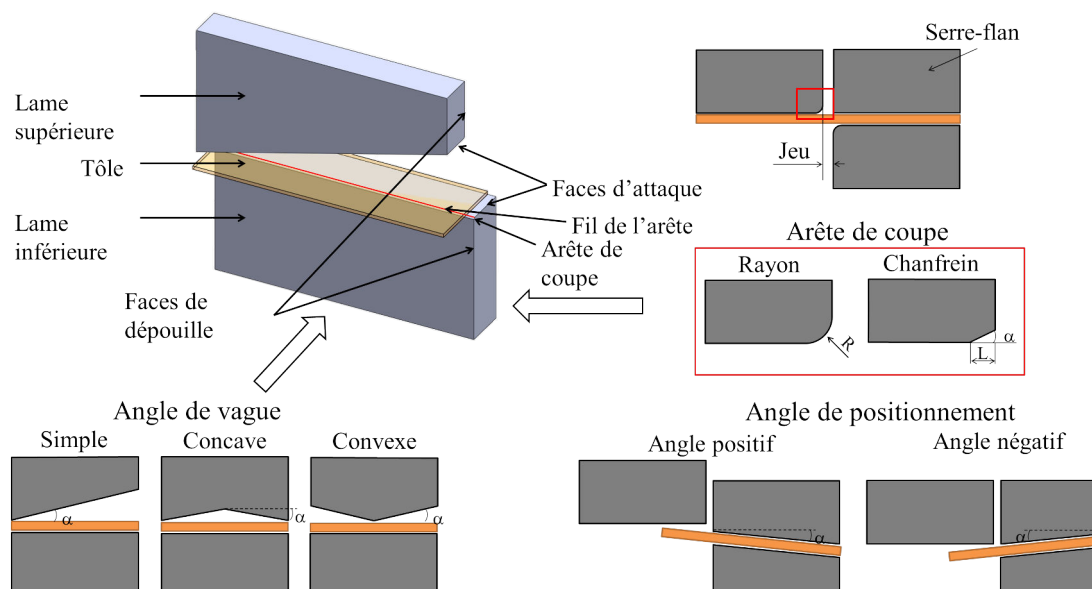 Lame
supérieure
Tôle
Lame
inférieure
Faces de
dépouille
Faces d'attaque
Fil de l'arête
Arête de
coupe
Serre-flan
Jeu
Arête de coupe
Rayon
Chanfrein
R
L
α
Angle de vague
Simple
Concave
Convexe
α
α
α
Angle de positionnement
Angle positif
Angle négatif
α
α